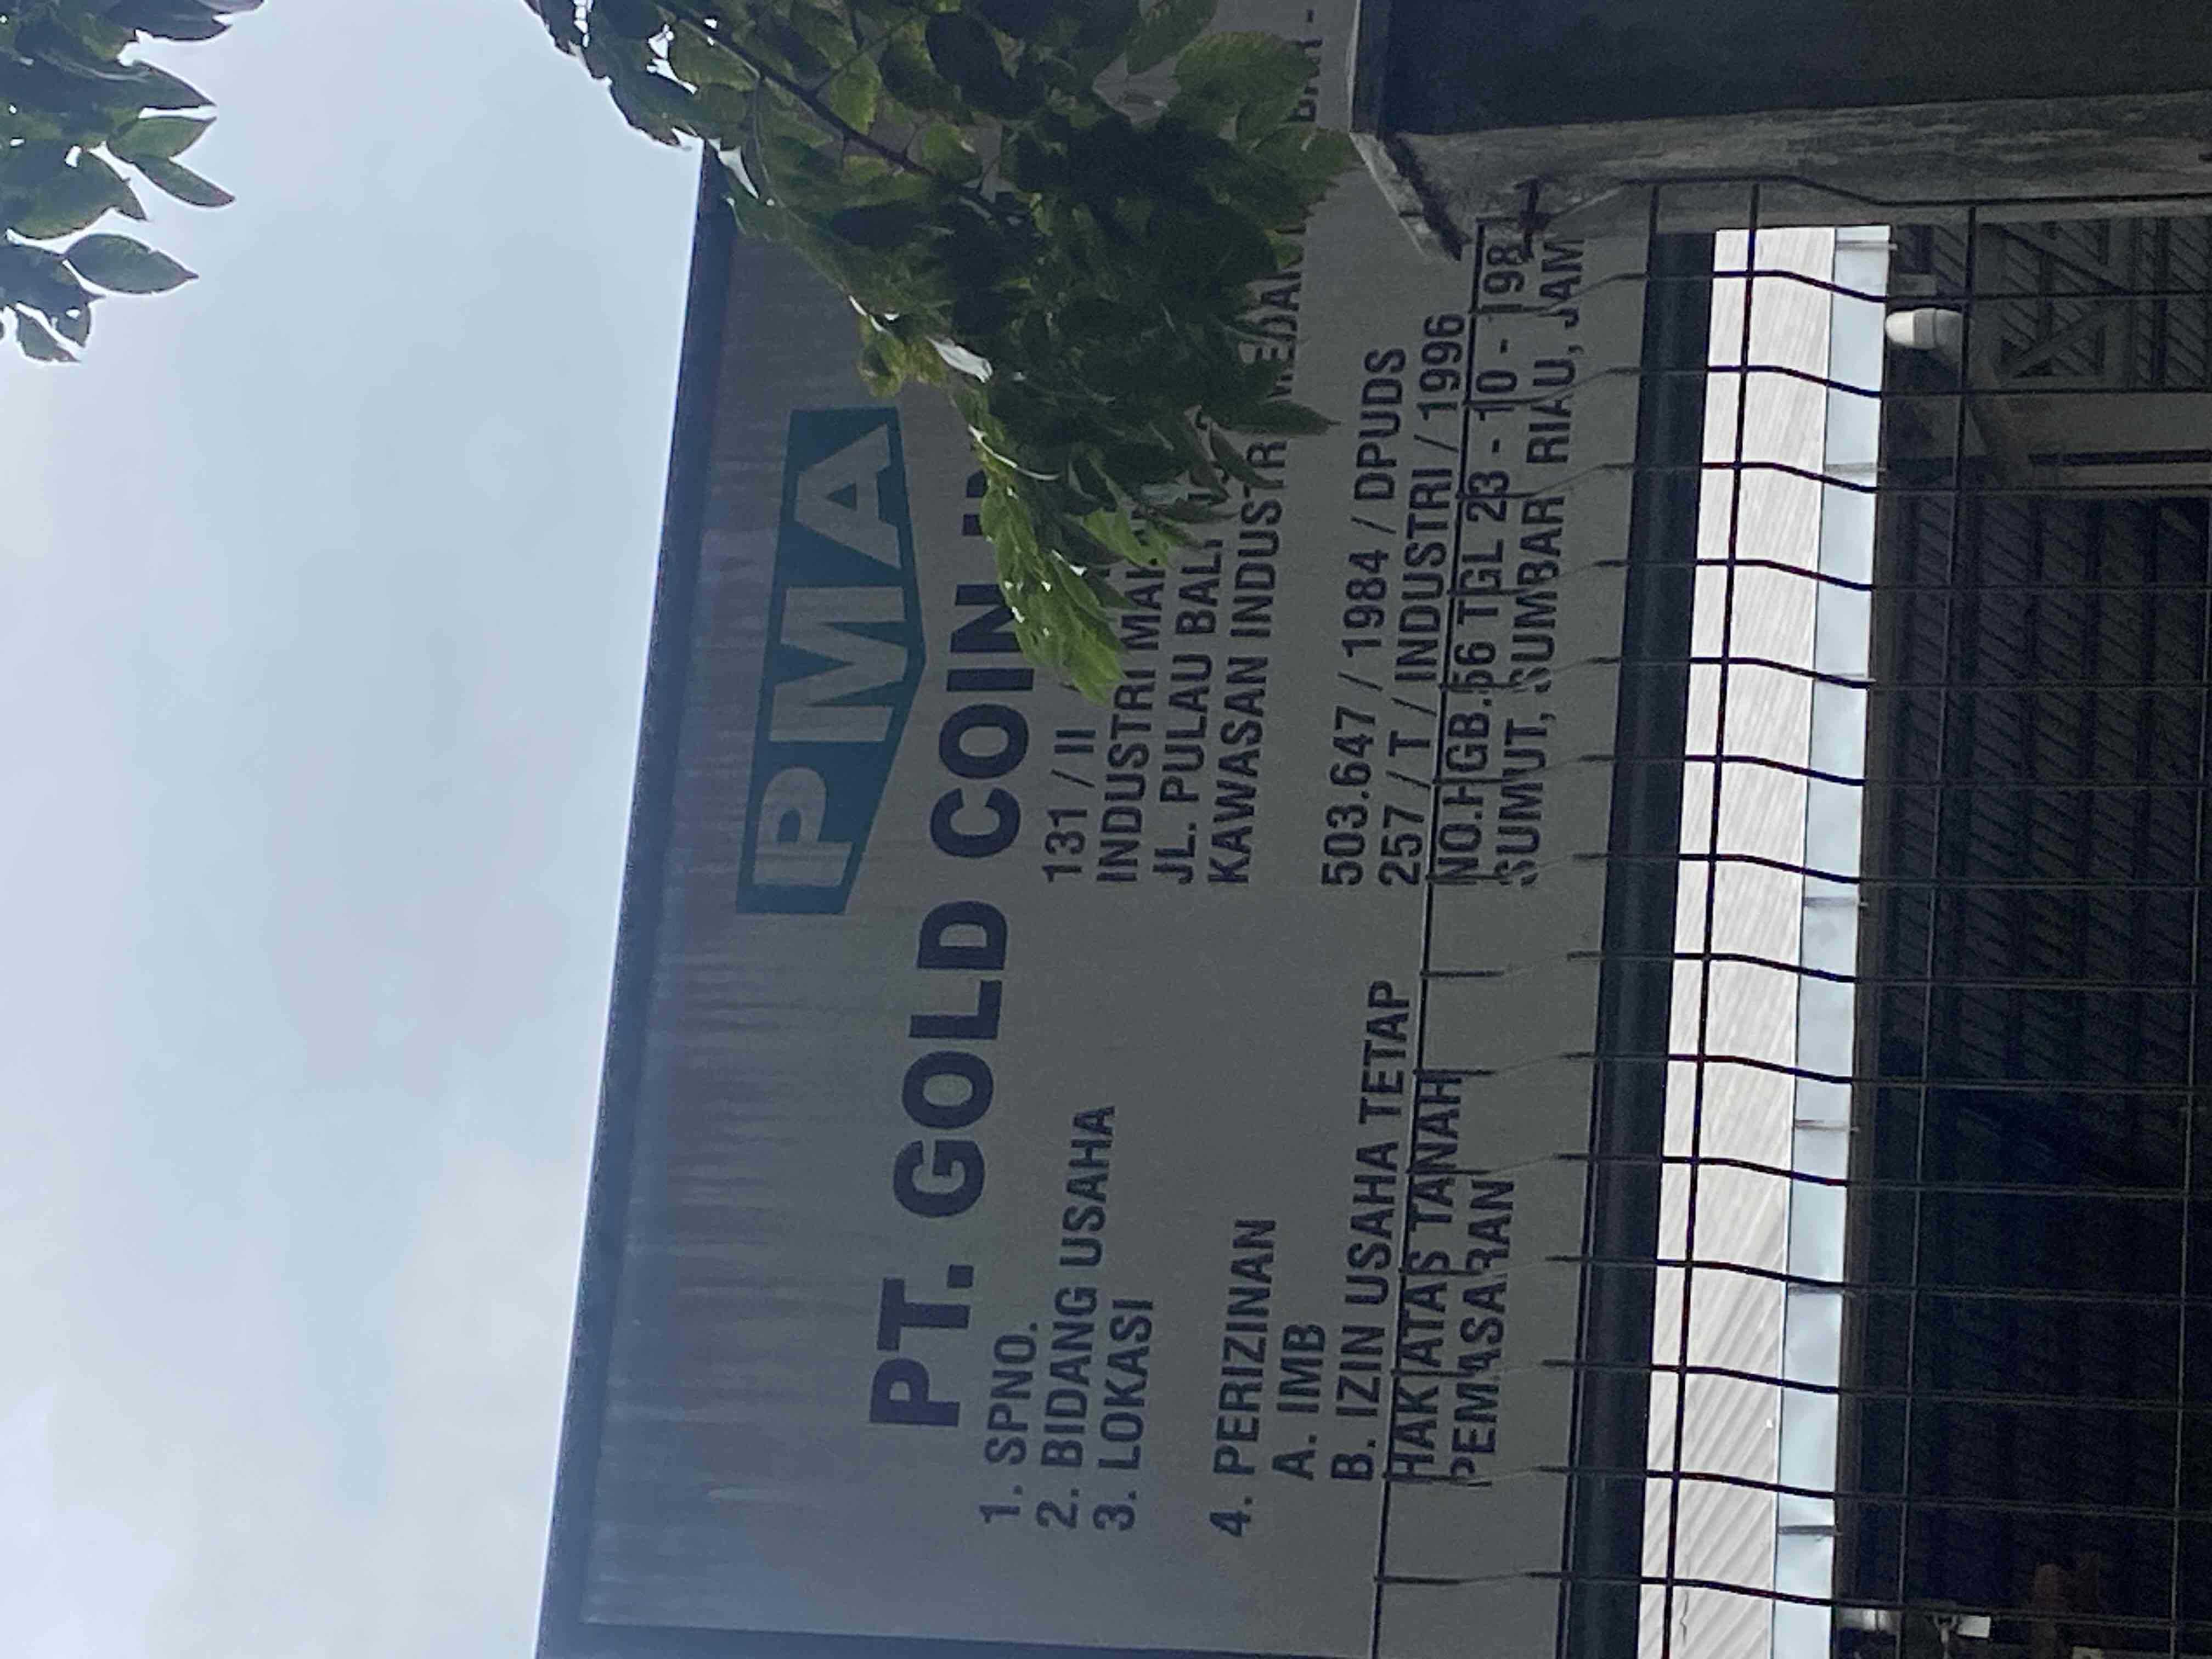 PMA
PT. GOLD COIN
1. SPNO. 131 / II
2. BIDANG USAHA INDUSTRI
3. LOKASI JL. PULAU BALI
KAWASAN INDUSTRI MEDAN
4. PERIZINAN
A. IMB 503.647 / 1984 / DPUDS
B. IZIN USAHA TETAP 257 / T / INDUSTRI / 1996
HAK ATAS TANAH NO.HGB.56 TGL 23 - 10 - 198
PEMASARAN SUMUT, SUMBAR RIAU, JAM